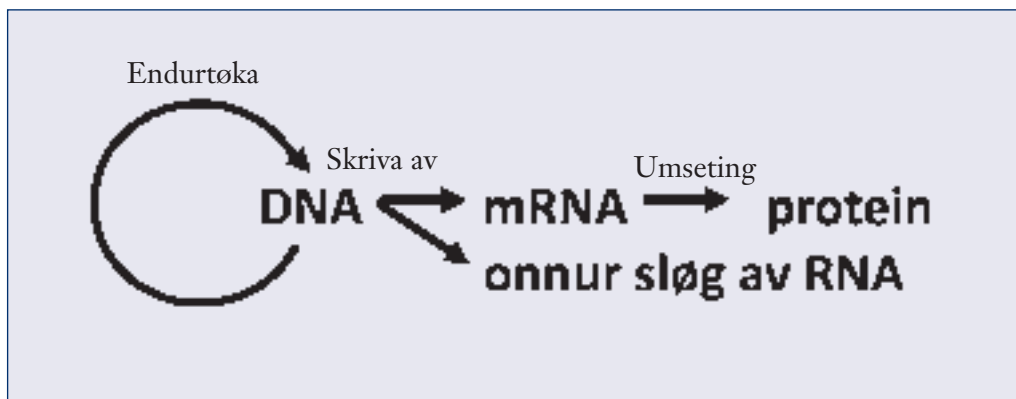 Endurtøka
Skriva av
Umseting
DNA
mRNA
protein
onnur sløg av RNA